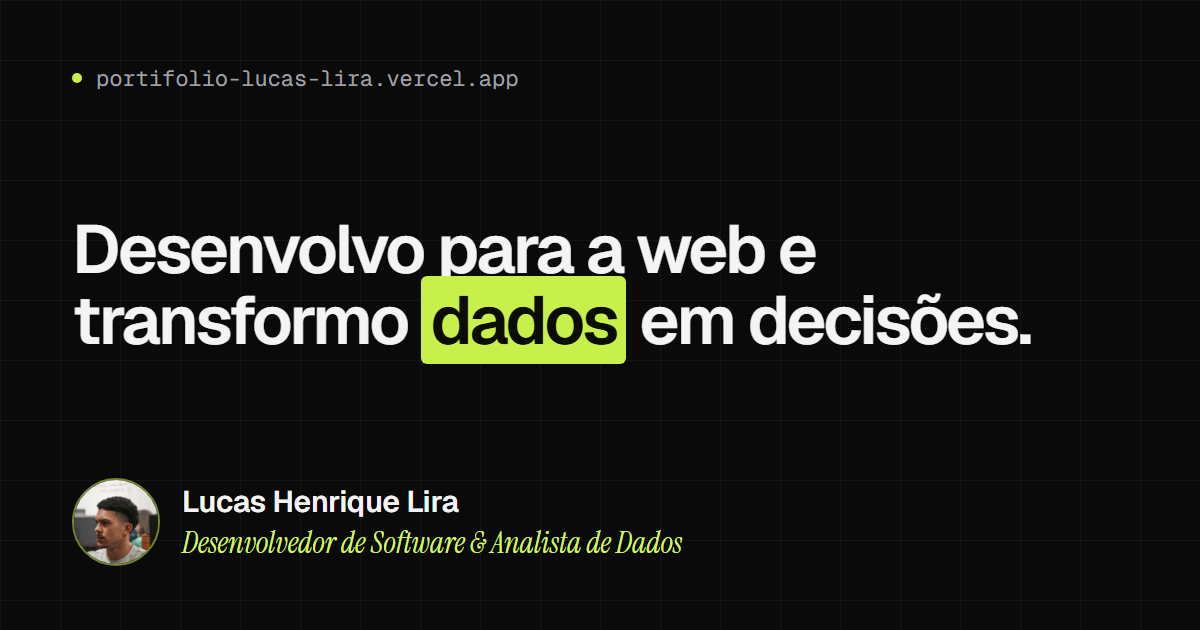 portifolio-lucas-lira.vercel.app
Desenvolvo para a web e
transformo dados em decisões.
Lucas Henrique Lira
Desenvolvedor de Software & Analista de Dados